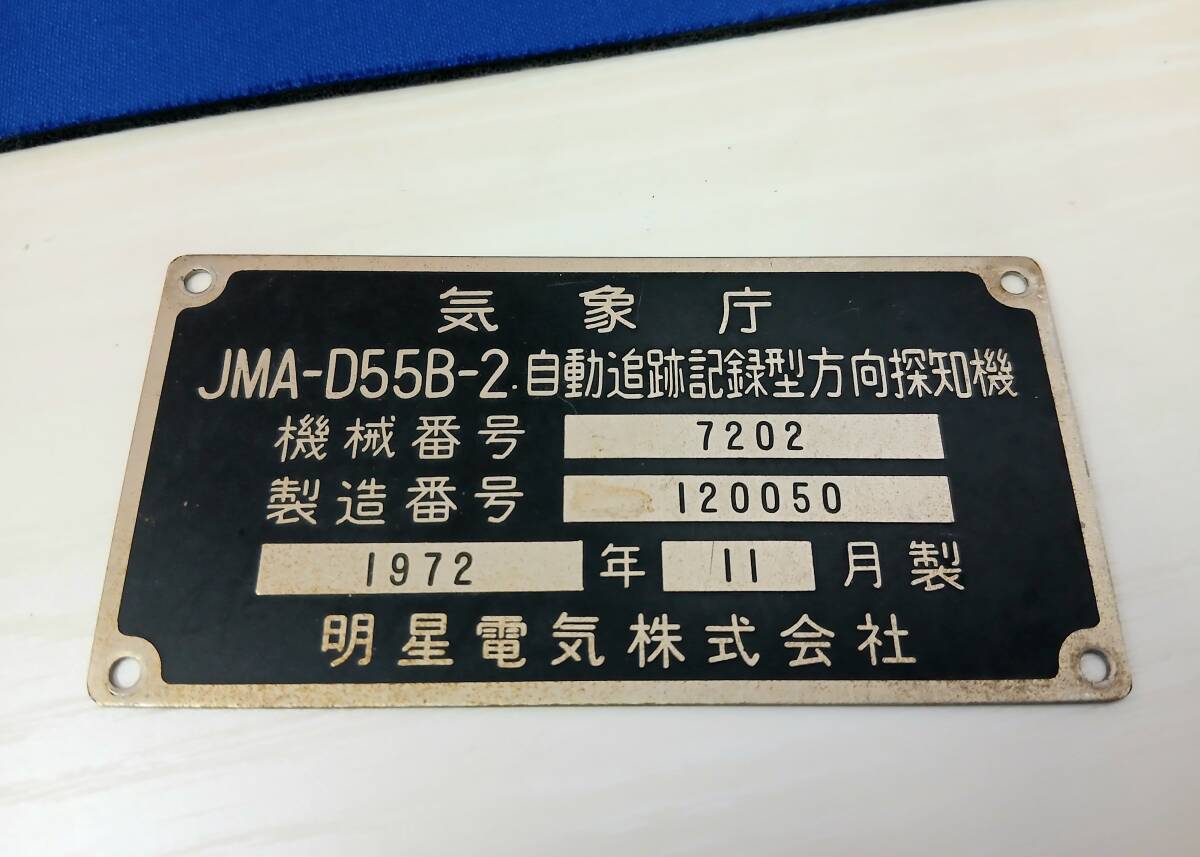 気象庁
JMA-D55B-2.自動追跡記録型方向探知機
機械番号 7202
製造番号 120050
1972 年 11 月製
明星電気株式会社